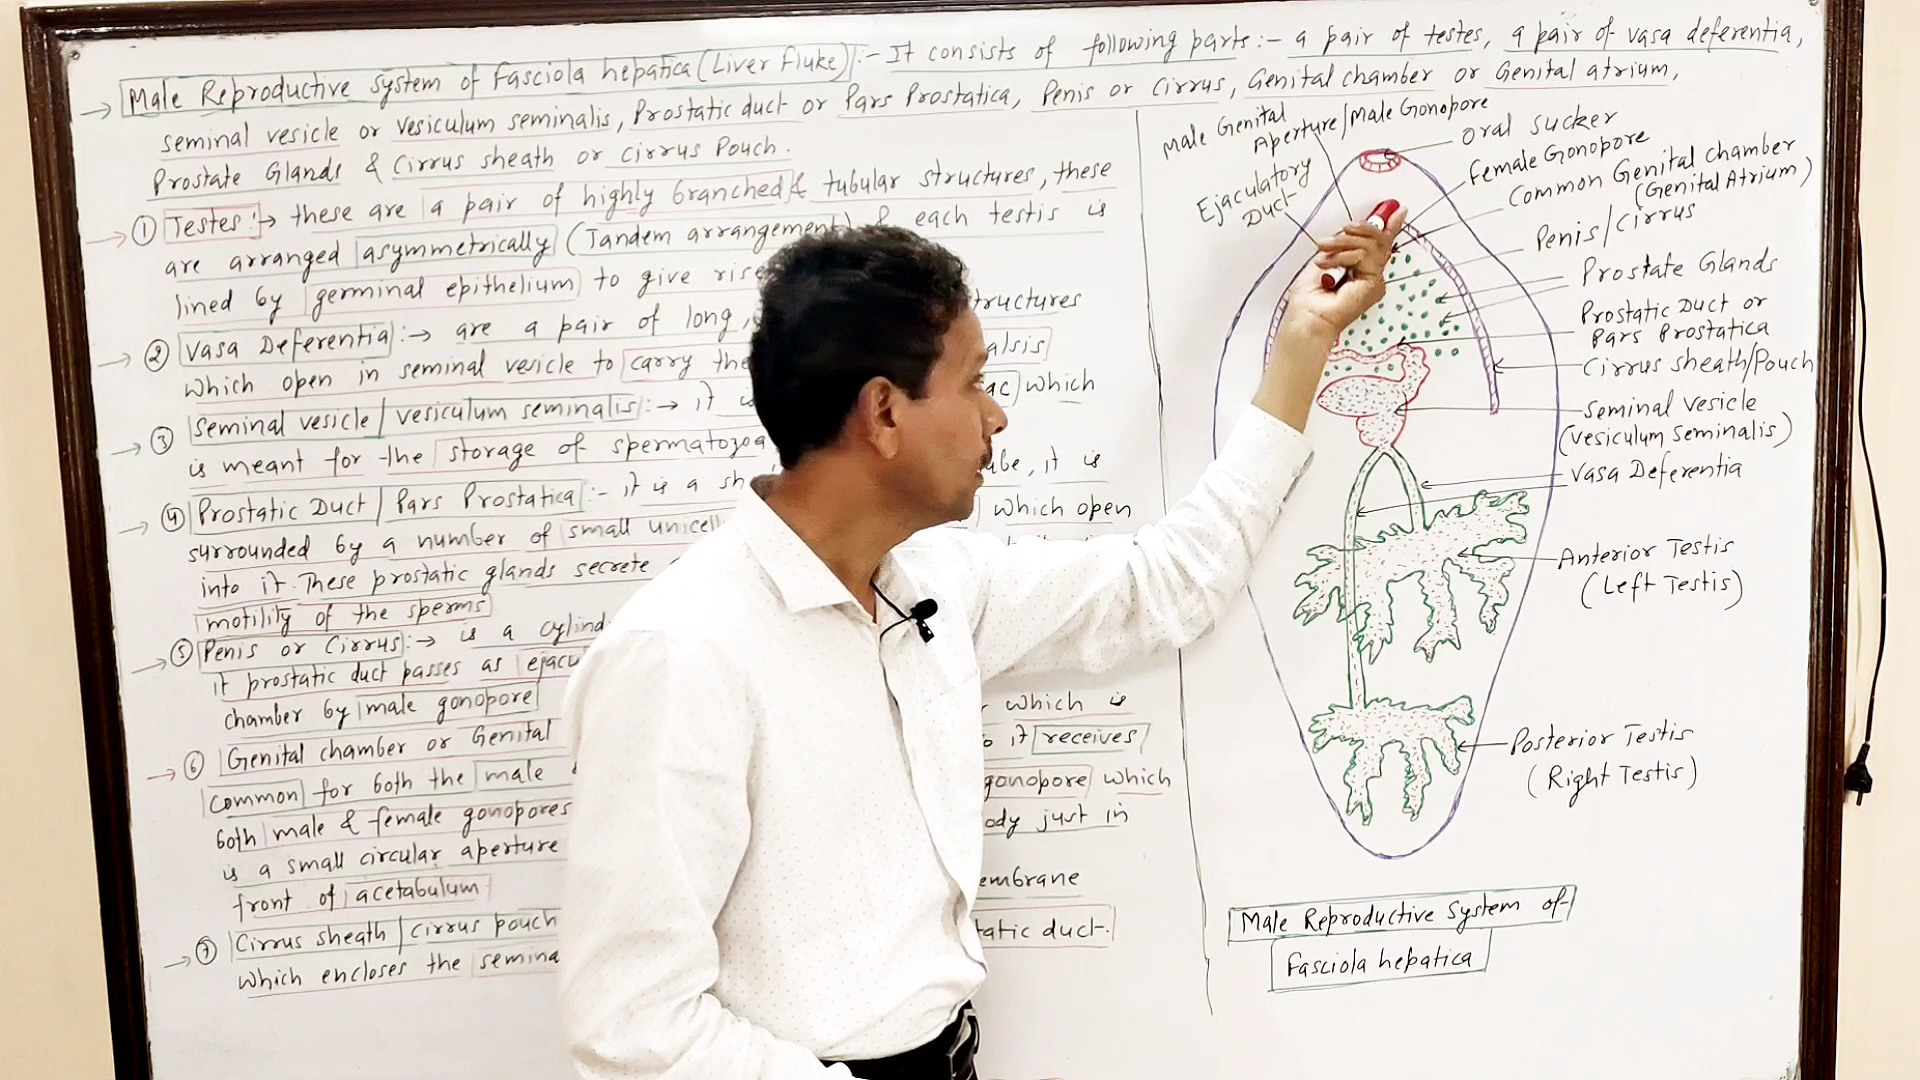 → Male Reproductive system of Fasciola hepatica (Liver Fluke) :- It consists of following parts :- a pair of testes, a pair of vasa deferentia,
seminal vesicle or vesiculum seminalis, Prostatic duct or Pars Prostatica, Penis or Cirrus, Genital chamber or Genital atrium,
Prostate Glands & Cirrus sheath or Cirrus Pouch.
→ ① Testes :→ these are a pair of highly branched & tubular structures, these
are arranged asymmetrically (Tandem arrangement) & each testis is
lined by germinal epithelium to give rise
→ ② Vasa Deferentia :→ are a pair of long, structures
which open in seminal vesicle to carry the
→ ③ Seminal vesicle / vesiculum seminalis :→ it which
is meant for the storage of spermatozoa
→ ④ Prostatic Duct / Pars Prostatica :- it is a tube, it is
surrounded by a number of small which open
into it. These prostatic glands secrete
motility of the sperms
→ ⑤ Penis or Cirrus :→ is a
it prostatic duct passes as
chamber by male gonopore
→ ⑥ Genital chamber or Genital which is
common for both the male it receives
both male & female gonopores gonopore which
is a small circular aperture just in
front of acetabulum
→ ⑦ Cirrus sheath / cirrus pouch
which encloses the duct.
Male Genital
Aperture / Male Gonopore
Ejaculatory
Duct
Oral sucker
Female Gonopore
Common Genital chamber
(Genital Atrium)
Penis / Cirrus
Prostate Glands
Prostatic Duct or
Pars Prostatica
Cirrus sheath/Pouch
Seminal vesicle
(vesiculum seminalis)
Vasa Deferentia
Anterior Testis
(Left Testis)
Posterior Testis
(Right Testis)
Male Reproductive System of
Fasciola hepatica